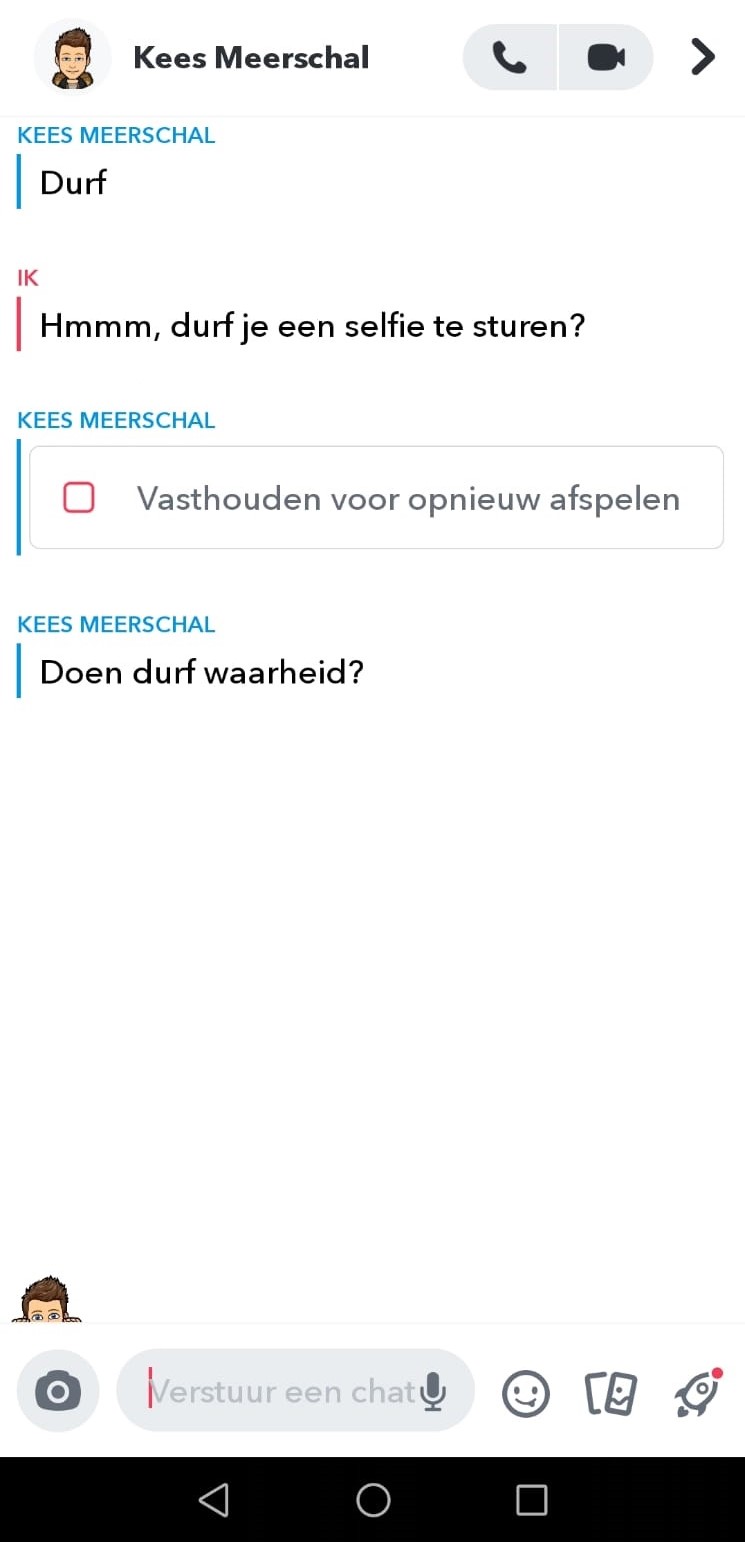 Kees Meerschal
KEES MEERSCHAL
Durf
IK
Hmmm, durf je een selfie te sturen?
KEES MEERSCHAL
Vasthouden voor opnieuw afspelen
KEES MEERSCHAL
Doen durf waarheid?
Verstuur een chat